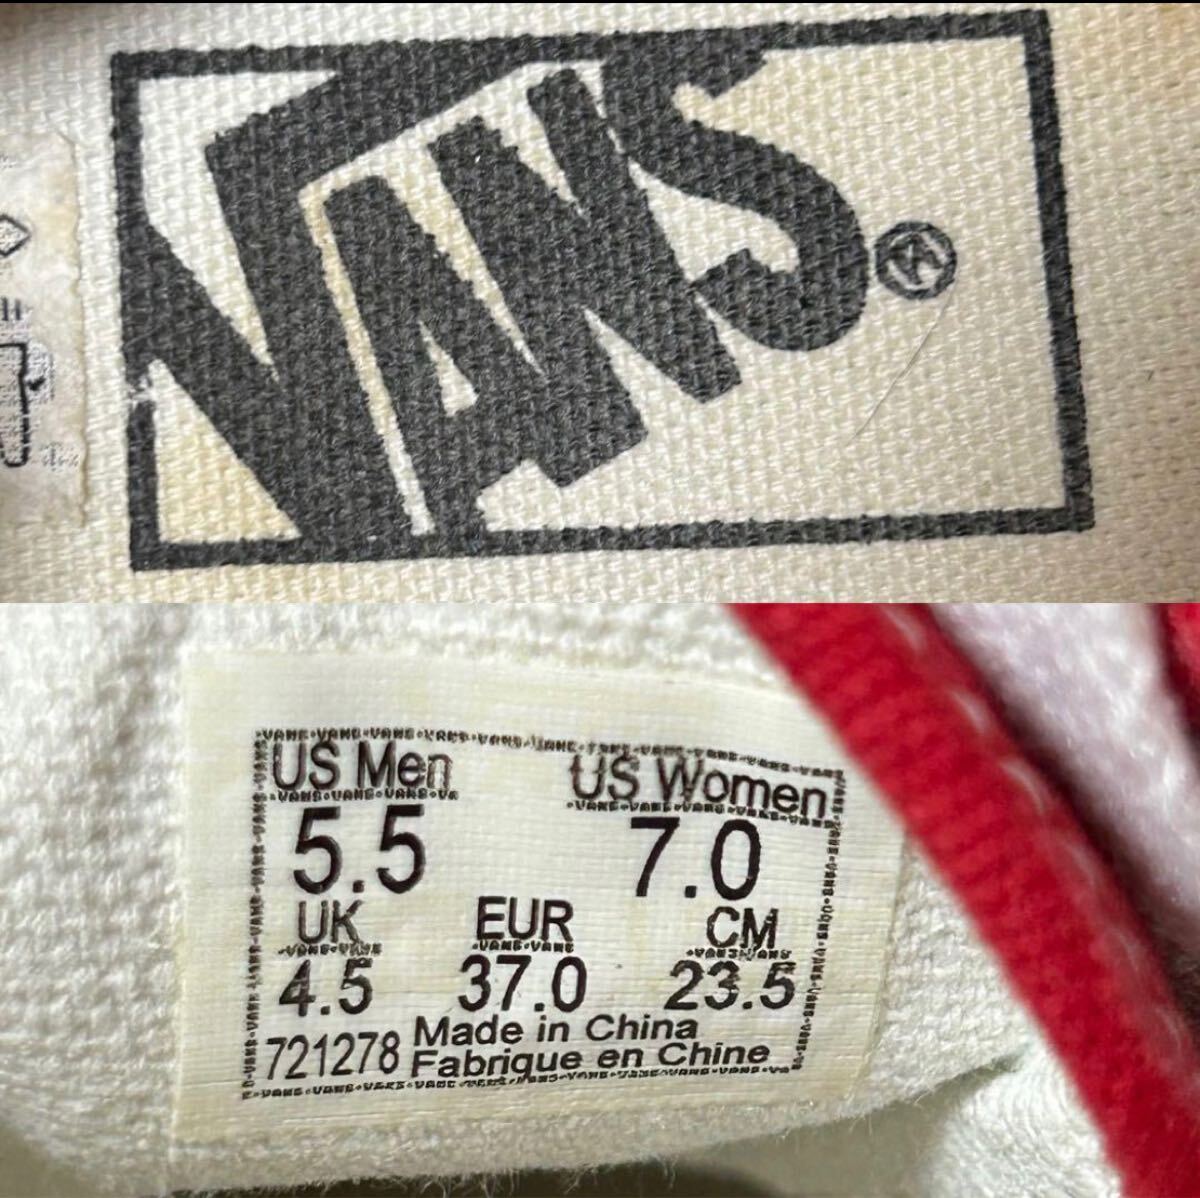 VANS®
US Men US Women
5.5 7.0
UK EUR CM
4.5 37.0 23.5
721278 Made in China
Fabrique en Chine